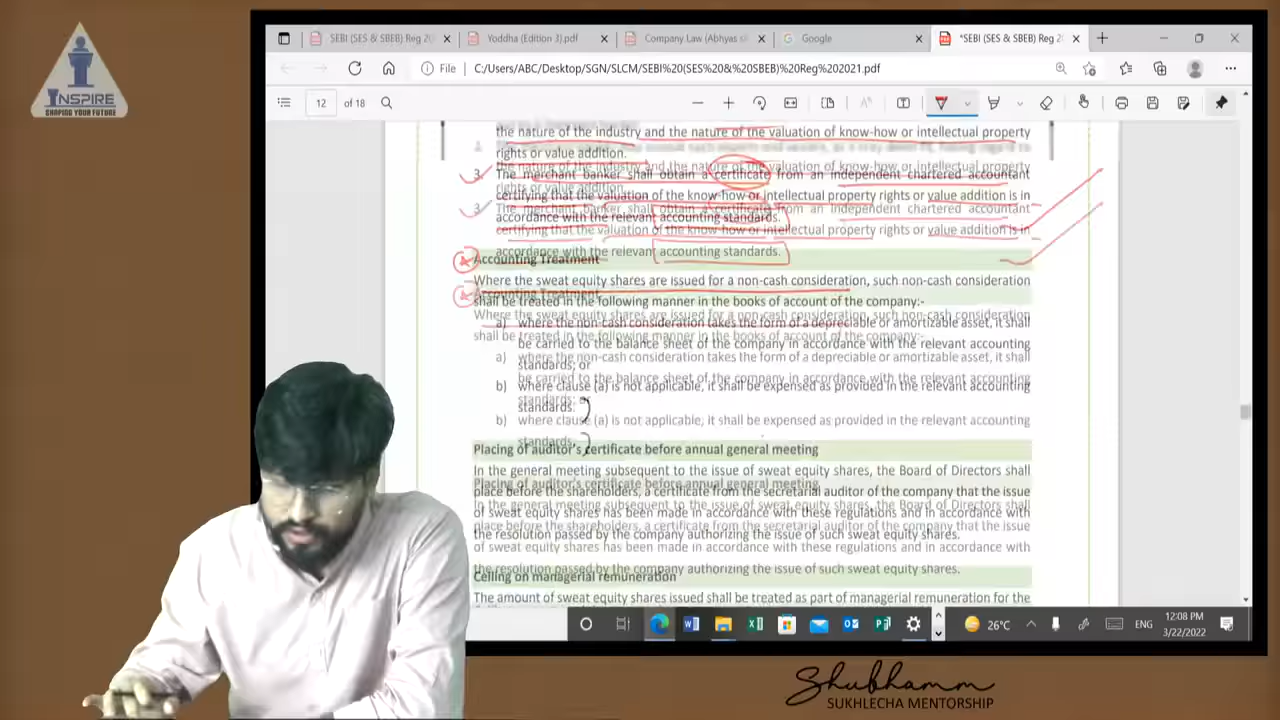 INSPIRE
SHAPING YOUR FUTURE
SEBI (SES & SBEB) Reg 20
Yoddha (Edition 3).pdf
Company Law (Abhyas
Google
*SEBI (SES & SBEB) Reg 2
File
C:/Users/ABC/Desktop/SGN/SLCM/SEBI%20(SES%20&%20SBEB)%20Reg%202021.pdf
12 of 18
the nature of the industry and the nature of the valuation of know-how or intellectual property
rights or value addition.
3. The merchant banker shall obtain a certificate from an independent chartered accountant
certifying that the valuation of the know-how or intellectual property rights or value addition is in
accordance with the relevant accounting standards.
Accounting Treatment
Where the sweat equity shares are issued for a non-cash consideration, such non-cash consideration
shall be treated in the following manner in the books of account of the company:-
a) where the non-cash consideration takes the form of a depreciable or amortizable asset, it shall
be carried to the balance sheet of the company in accordance with the relevant accounting
standards; or
b) where clause (a) is not applicable, it shall be expensed as provided in the relevant accounting
standards.
Placing of auditor's certificate before annual general meeting
In the general meeting subsequent to the issue of sweat equity shares, the Board of Directors shall
place before the shareholders, a certificate from the secretarial auditor of the company that the issue
of sweat equity shares has been made in accordance with these regulations and in accordance with
the resolution passed by the company authorizing the issue of such sweat equity shares.
Ceiling on managerial remuneration
The amount of sweat equity shares issued shall be treated as part of managerial remuneration for the
26°C
ENG
12:08 PM
3/22/2022
Shubhamm
SUKHLECHA MENTORSHIP